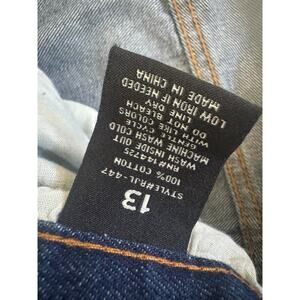 13
STYLE#RJL-447
100% COTTON
RN#144725
WASH INSIDE OUT
MACHINE WASH COLD
GENTLE CYCLE
WITH LIKE COLORS
DO NOT BLEACH
LINE DRY
LOW IRON IF NEEDED
MADE IN CHINA